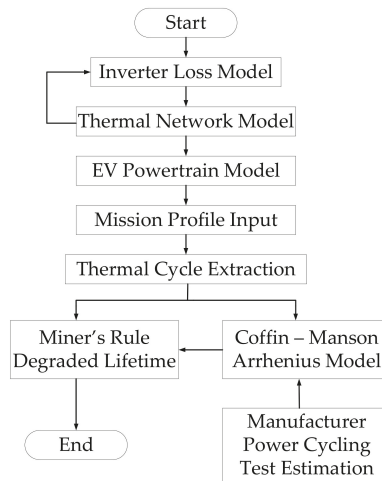 Start
Inverter Loss Model
Thermal Network Model
EV Powertrain Model
Mission Profile Input
Thermal Cycle Extraction
Miner's Rule
Degraded Lifetime
Coffin – Manson
Arrhenius Model
End
Manufacturer
Power Cycling
Test Estimation